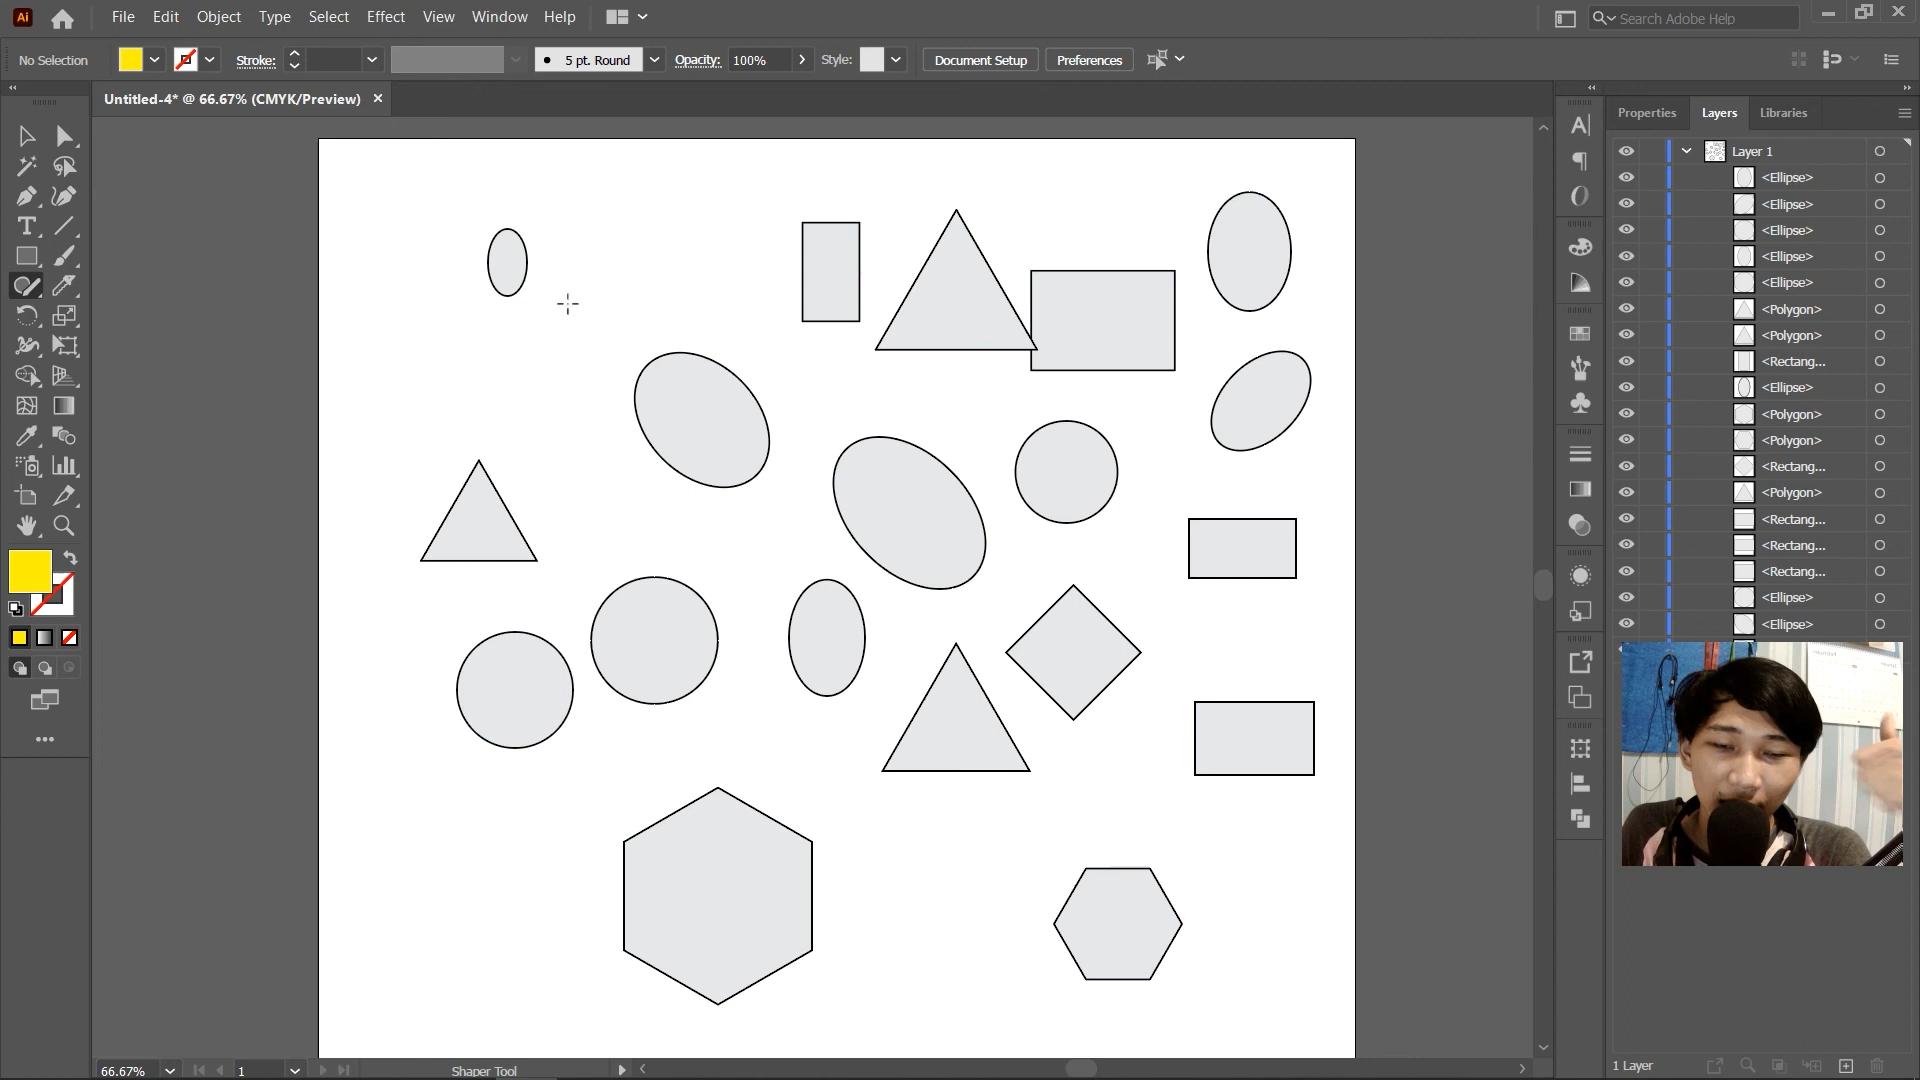 Ai File Edit Object Type Select Effect View Window Help
Search Adobe Help
No Selection Stroke: 5 pt. Round Opacity: 100% Style: Document Setup Preferences
Untitled-4* @ 66.67% (CMYK/Preview)
Properties Layers Libraries
Layer 1
<Ellipse>
<Ellipse>
<Ellipse>
<Ellipse>
<Ellipse>
<Polygon>
<Polygon>
<Rectang...
<Ellipse>
<Polygon>
<Polygon>
<Rectang...
<Polygon>
<Rectang...
<Rectang...
<Rectang...
<Ellipse>
<Ellipse>
1 Layer
66.67% 1 Shaper Tool